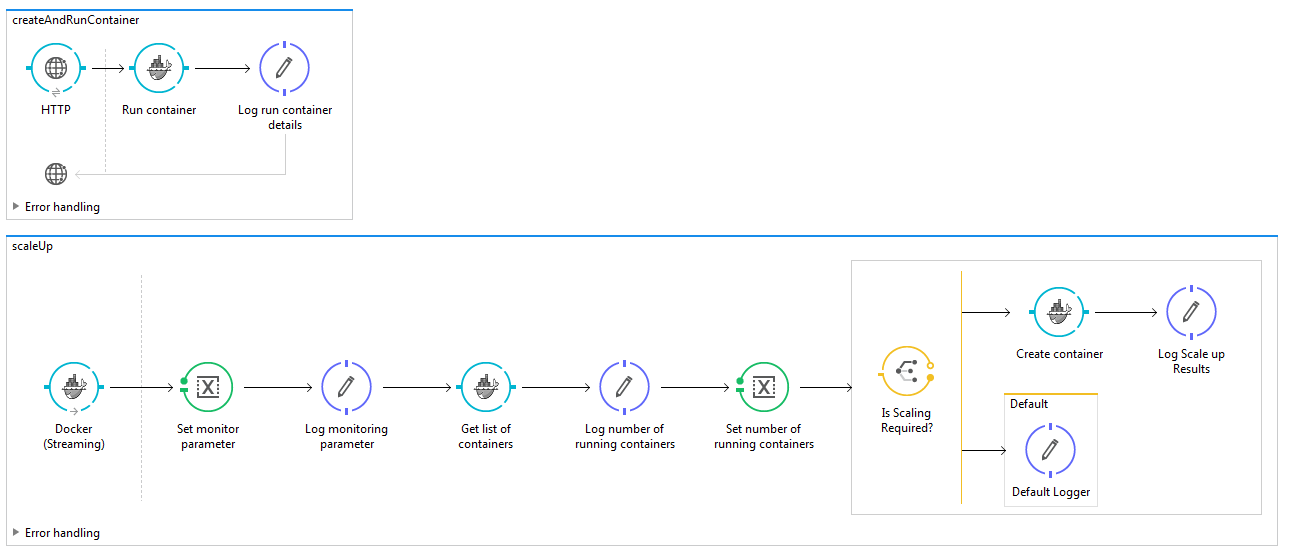 createAndRunContainer
HTTP
Run container
Log run container
details
Error handling
scaleUp
Docker
(Streaming)
Set monitor
parameter
Log monitoring
parameter
Get list of
containers
Log number of
running containers
Set number of
running containers
Is Scaling
Required?
Create container
Log Scale up
Results
Default
Default Logger
Error handling